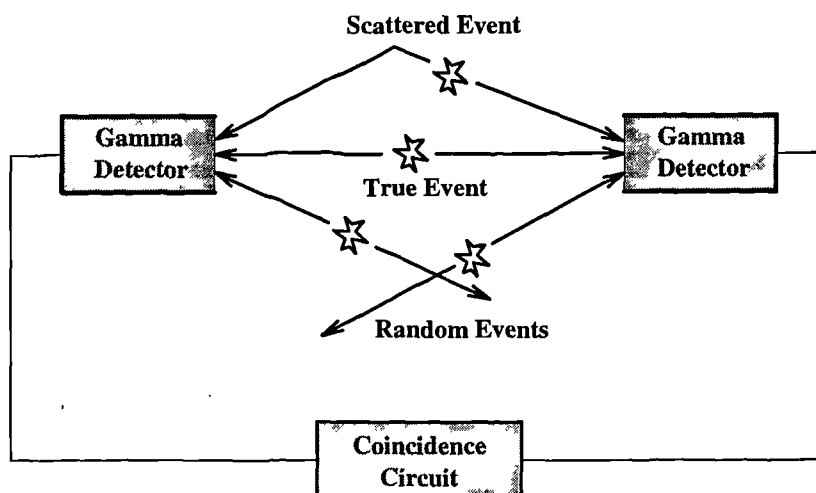 Scattered Event
Gamma
Detector
Gamma
Detector
True Event
Random Events
Coincidence
Circuit